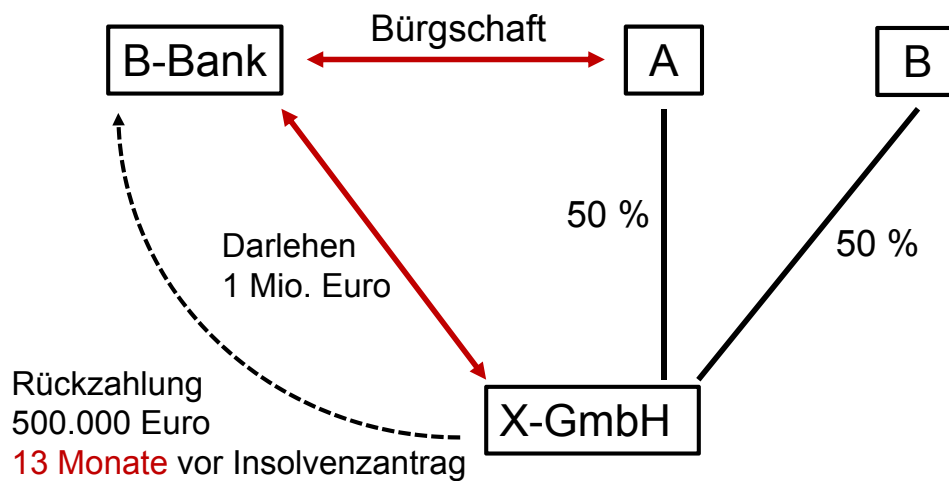 Bürgschaft
B-Bank
A
B
50 %
50 %
Darlehen
1 Mio. Euro
Rückzahlung
500.000 Euro
13 Monate vor Insolvenzantrag
X-GmbH